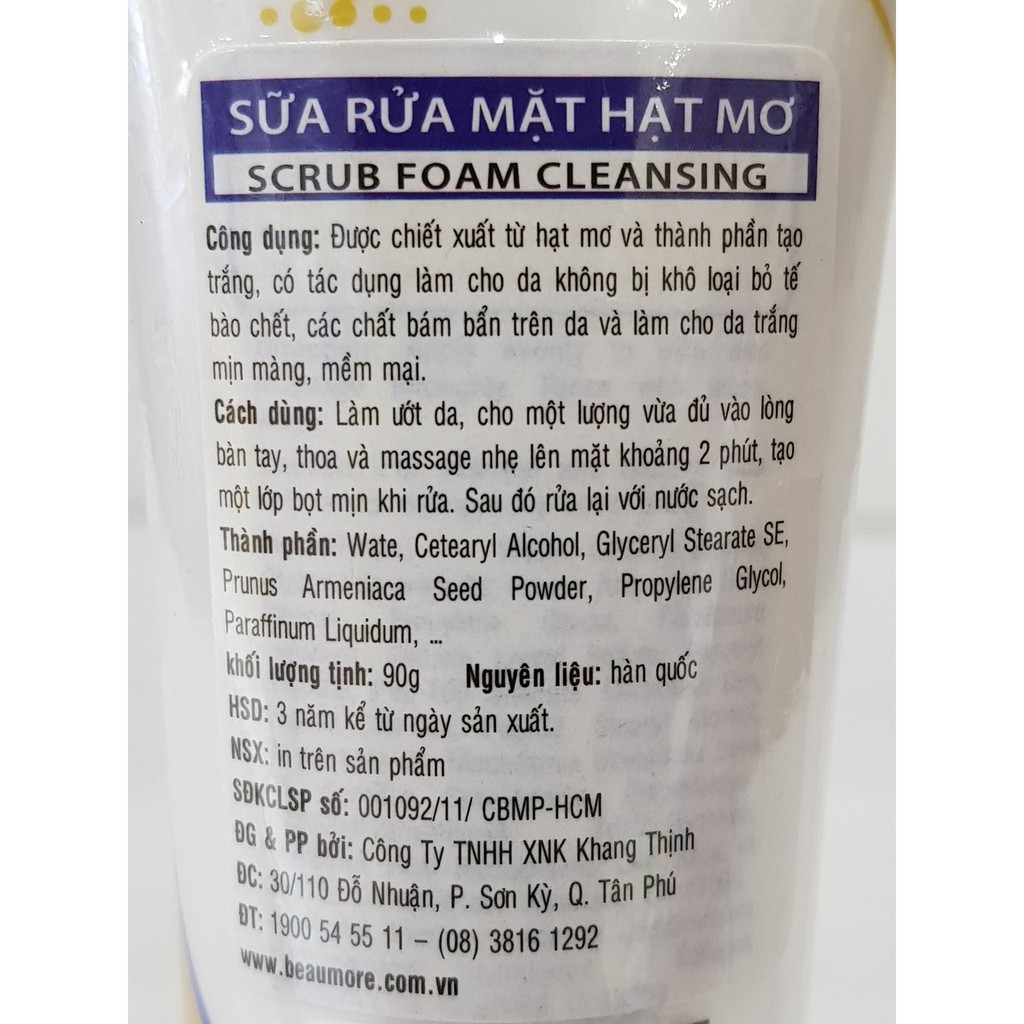 SỮA RỬA MẶT HẠT MƠ
SCRUB FOAM CLEANSING
Công dụng: Được chiết xuất từ hạt mơ và thành phần tạo
trắng, có tác dụng làm cho da không bị khô loại bỏ tế
bào chết, các chất bám bẩn trên da và làm cho da trắng
mịn màng, mềm mại.
Cách dùng: Làm ướt da, cho một lượng vừa đủ vào lòng
bàn tay, thoa và massage nhẹ lên mặt khoảng 2 phút, tạo
một lớp bọt mịn khi rửa. Sau đó rửa lại với nước sạch.
Thành phần: Wate, Cetearyl Alcohol, Glyceryl Stearate SE,
Prunus Armeniaca Seed Powder, Propylene Glycol,
Paraffinum Liquidum, ...
khối lượng tịnh: 90g Nguyên liệu: hàn quốc
HSD: 3 năm kể từ ngày sản xuất.
NSX: in trên sản phẩm
SĐKCLSP số: 001092/11/ CBMP-HCM
ĐG & PP bởi: Công Ty TNHH XNK Khang Thịnh
ĐC: 30/110 Đỗ Nhuận, P. Sơn Kỳ, Q. Tân Phú
ĐT: 1900 54 55 11 – (08) 3816 1292
www.beaumore.com.vn